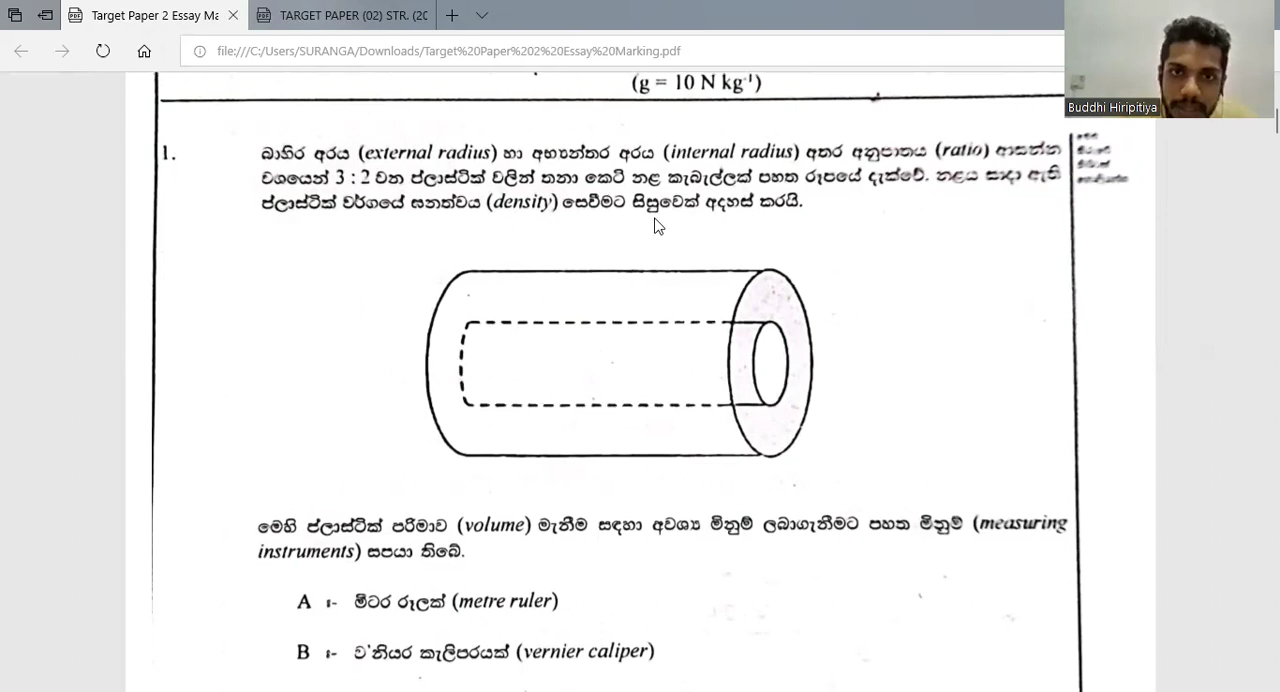 Target Paper 2 Essay Ma
TARGET PAPER (02) STR. (20
file:///C:/Users/SURANGA/Downloads/Target%20Paper%202%20Essay%20Marking.pdf
Buddhi Hiripitiya
(g = 10 N kg⁻¹)
1.
බාහිර අරය (external radius) හා අභ්‍යන්තර අරය (internal radius) අතර අනුපාතය (ratio) ආසන්න
වශයෙන් 3 : 2 වන ප්ලාස්ටික් වලින් තනා කෙටි නළ කැබැල්ලක් පහත රූපයේ දැක්වේ. නළය සාදා ඇති
ප්ලාස්ටික් වර්ගයේ ඝනත්වය (density) සෙවීමට සිසුවෙක් අදහස් කරයි.
මෙහි ප්ලාස්ටික් පරිමාව (volume) මැනීම සඳහා අවශ්‍ය මිනුම් ලබාගැනීමට පහත මිනුම් (measuring
instruments) සපයා තිබේ.
A :- මීටර රූලක් (metre ruler)
B :- ව'නියර කැලිපරයක් (vernier caliper)